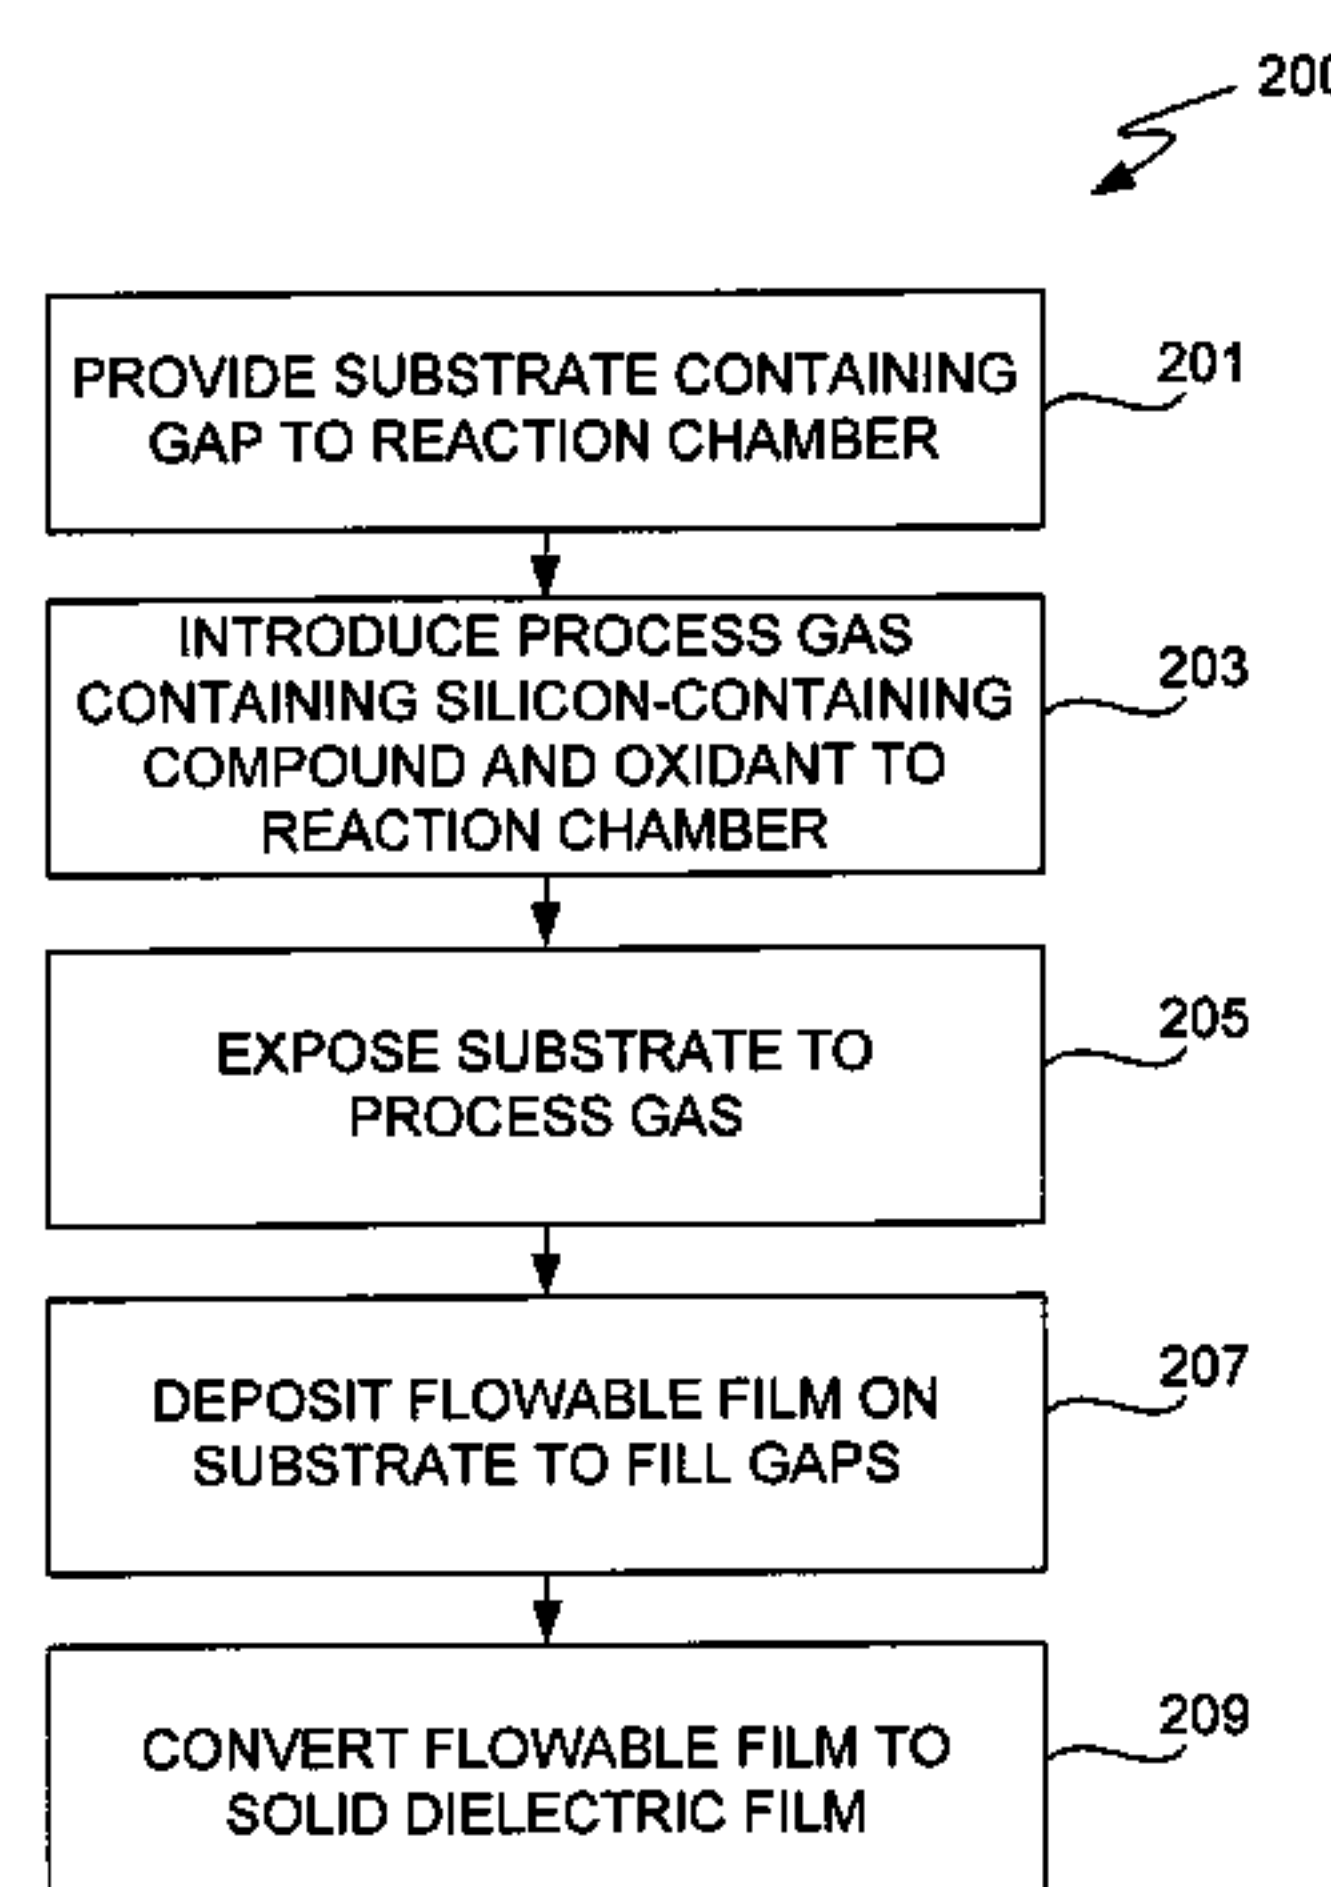 200
PROVIDE SUBSTRATE CONTAINING
GAP TO REACTION CHAMBER
201
INTRODUCE PROCESS GAS
CONTAINING SILICON-CONTAINING
COMPOUND AND OXIDANT TO
REACTION CHAMBER
203
EXPOSE SUBSTRATE TO
PROCESS GAS
205
DEPOSIT FLOWABLE FILM ON
SUBSTRATE TO FILL GAPS
207
CONVERT FLOWABLE FILM TO
SOLID DIELECTRIC FILM
209